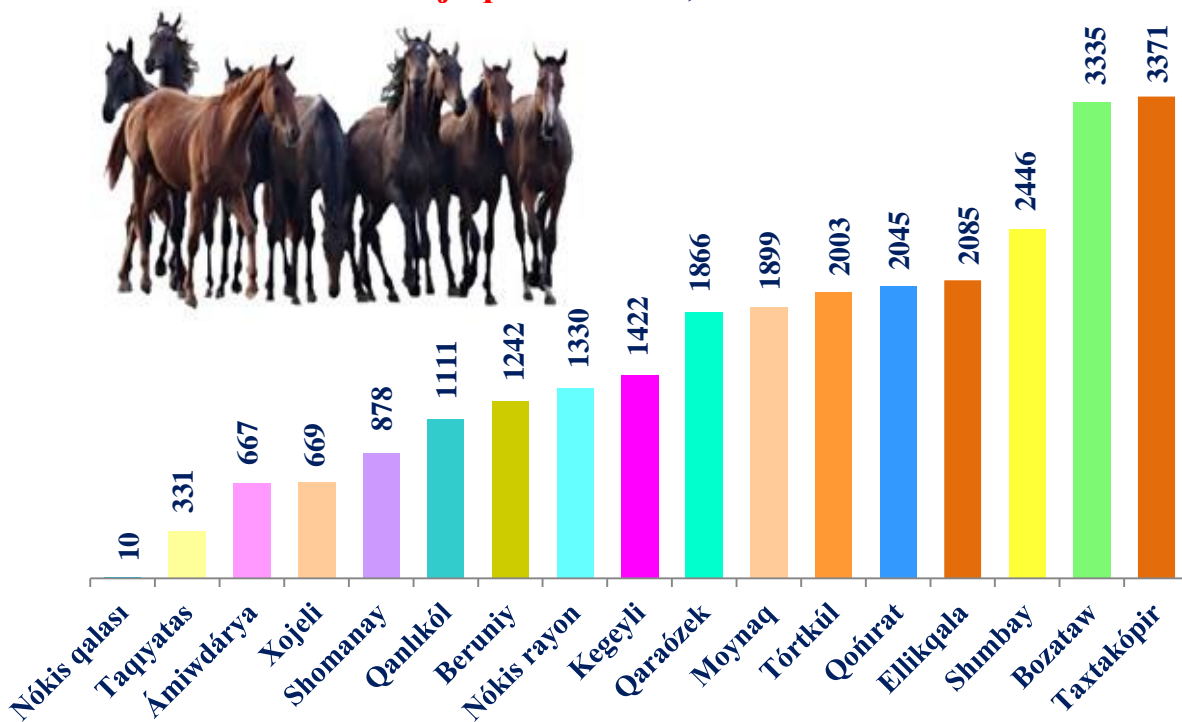 10
331
667
669
878
1111
1242
1330
1422
1866
1899
2003
2045
2085
2446
3335
3371
Nókis qalası
Taqıyatas
Ámiwdárya
Xojeli
Shomanay
Qanlıkól
Beruniy
Nókis rayon
Kegeyli
Qaraózek
Moynaq
Tórtkúl
Qońırat
Ellikqala
Shımbay
Bozataw
Taxtakópir